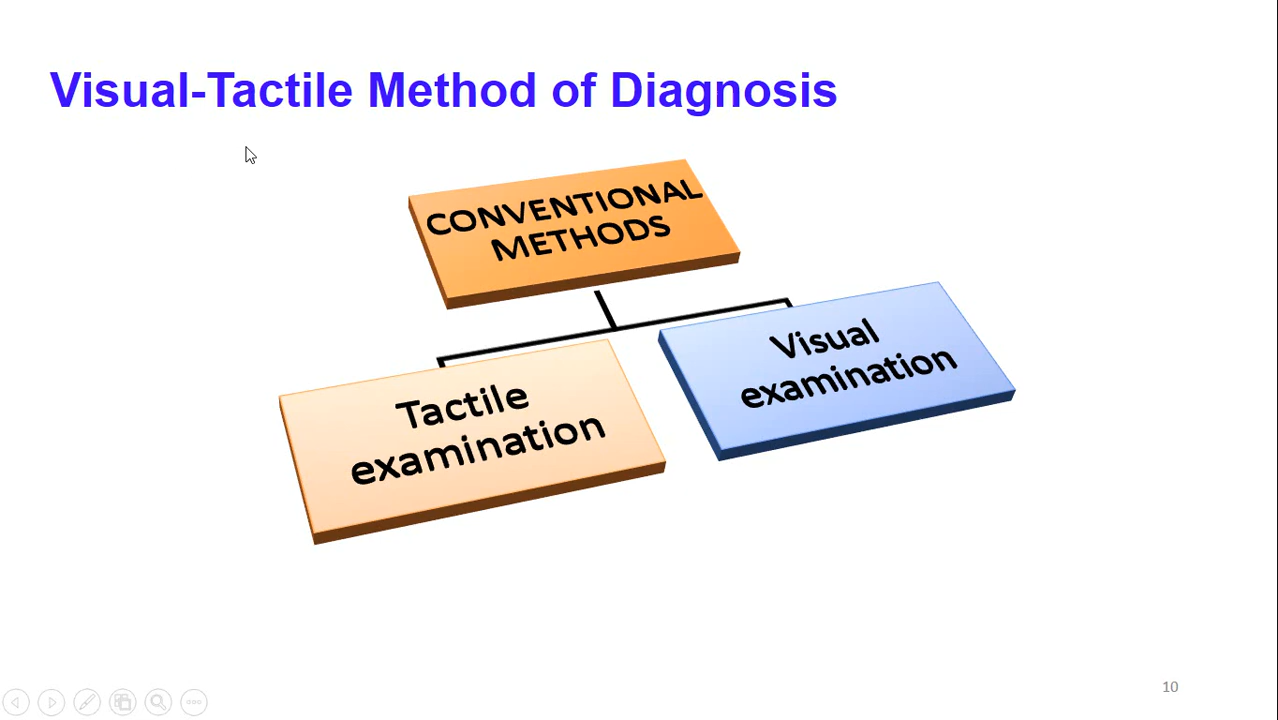 Visual-Tactile Method of Diagnosis
CONVENTIONAL
METHODS
Tactile
examination
Visual
examination
10